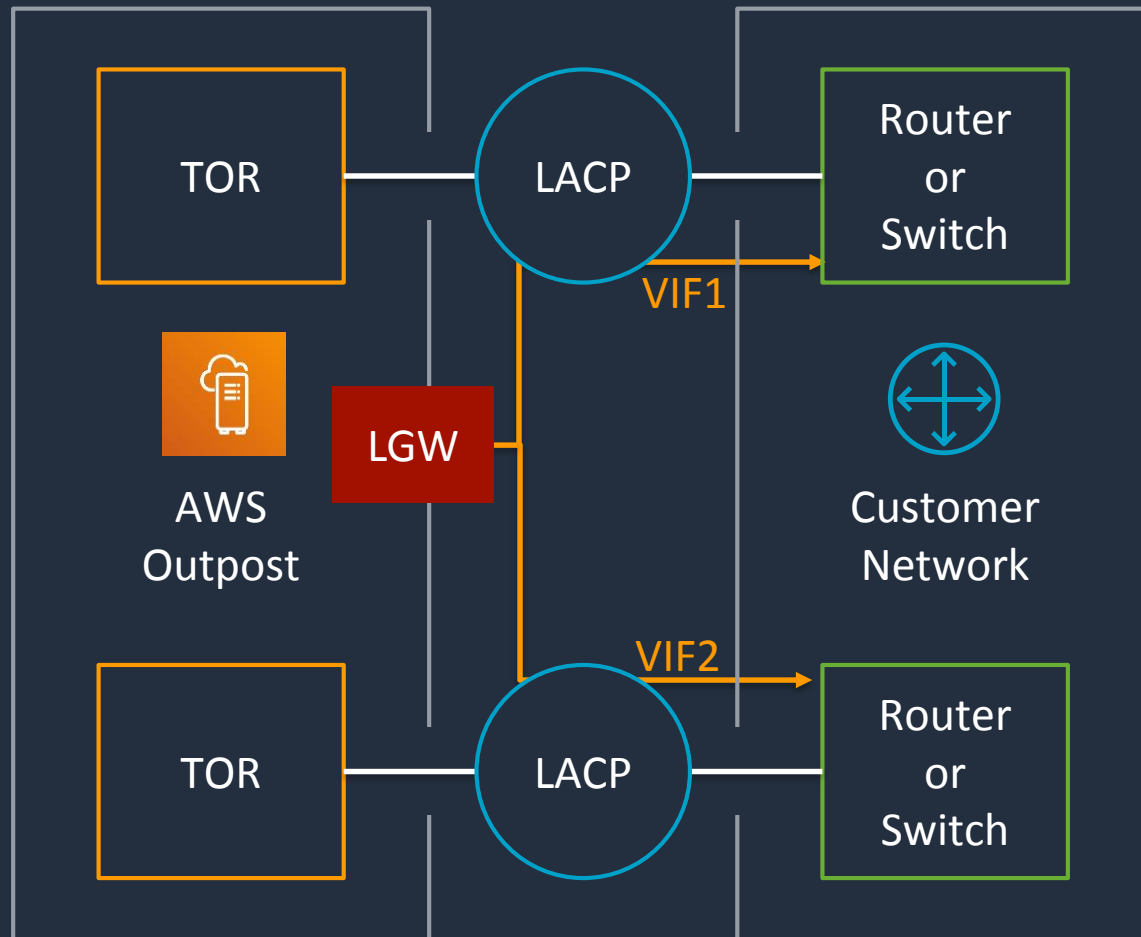 TOR
LACP
Router
or
Switch
VIF1
LGW
AWS
Outpost
Customer
Network
VIF2
TOR
LACP
Router
or
Switch